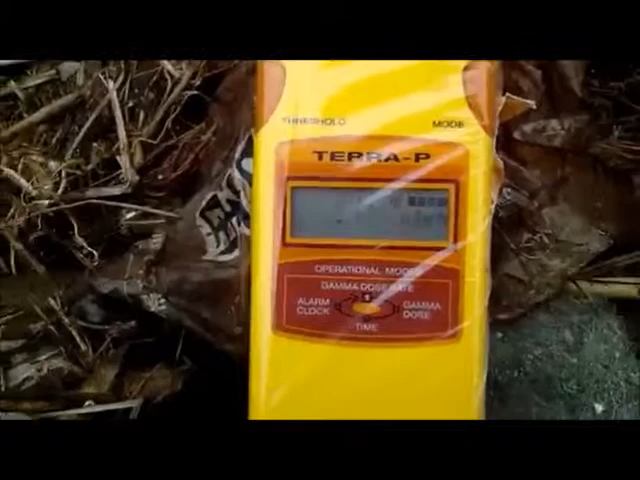 THRESHOLD
MODE
TERRA-P
OPERATIONAL MODES
GAMMA DOSE RATE
ALARM CLOCK
GAMMA DOSE
TIME